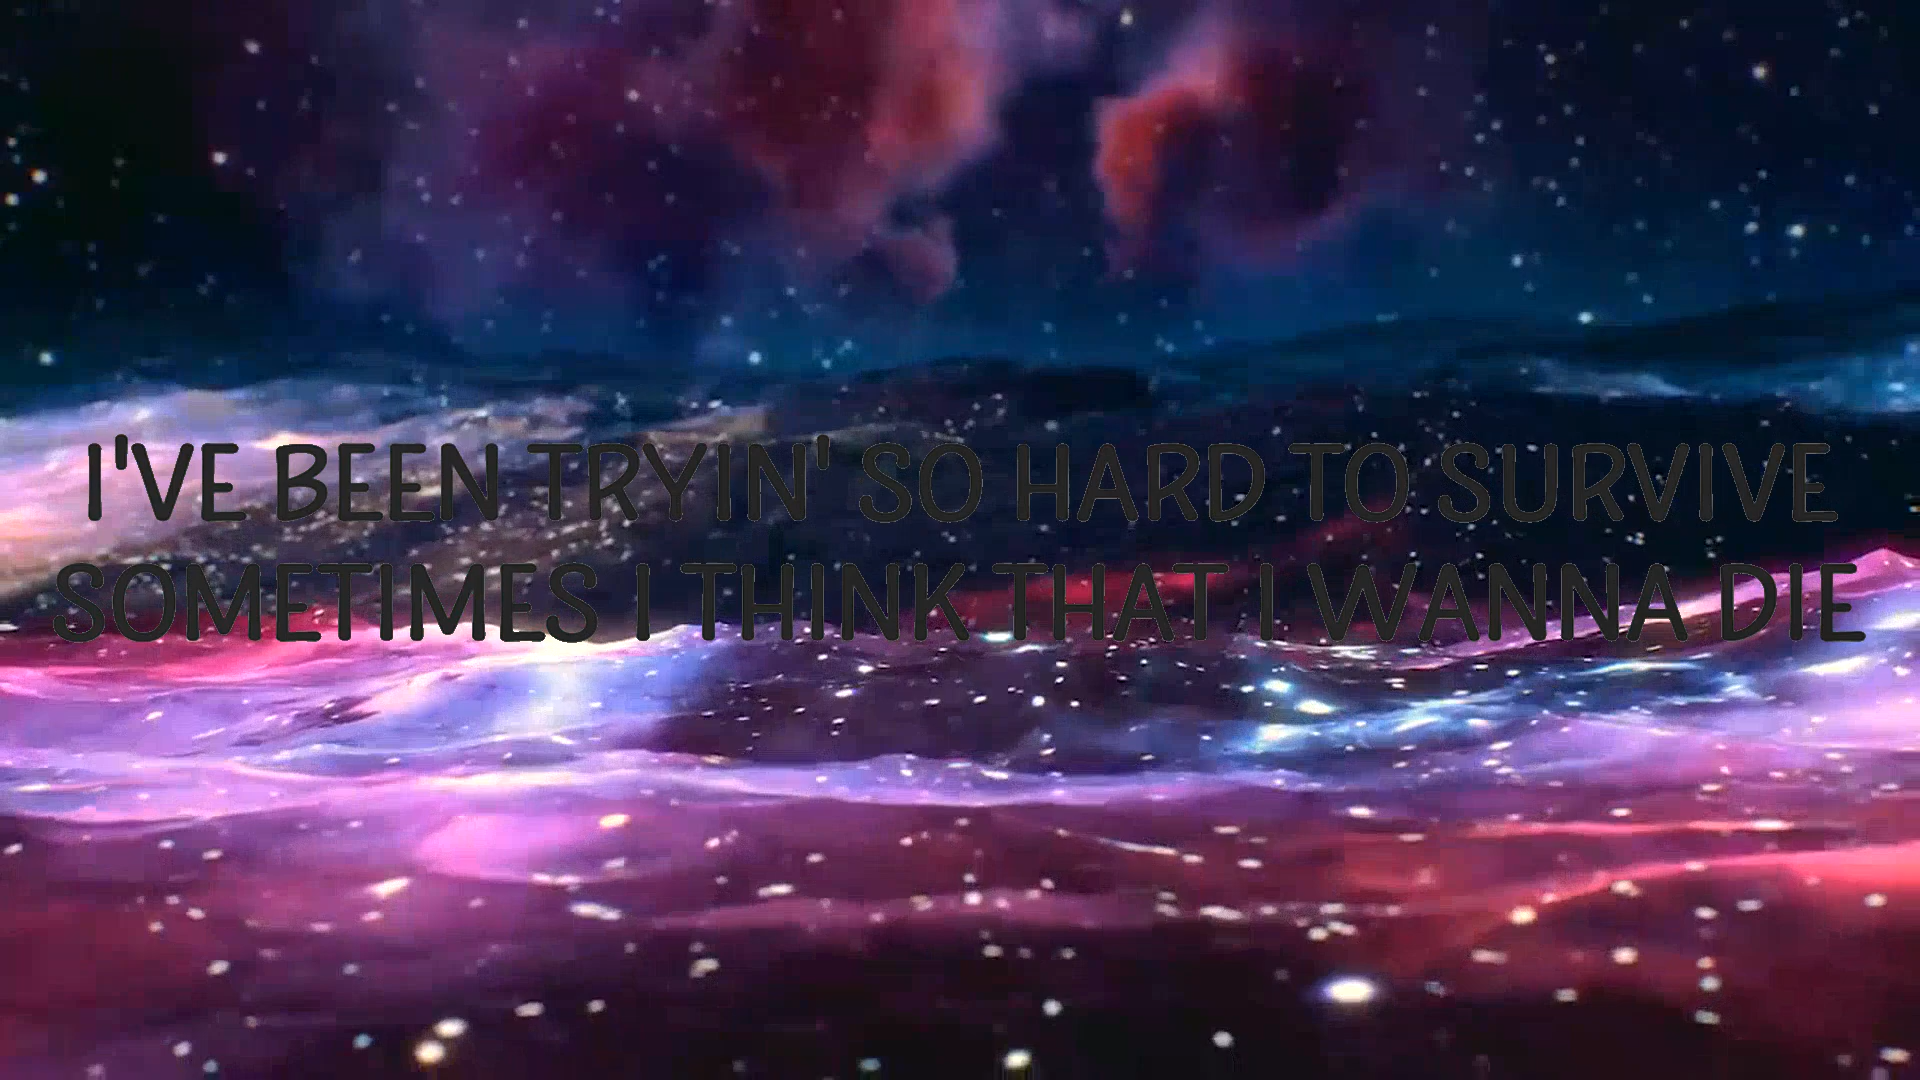 I'VE BEEN TRYIN' SO HARD TO SURVIVE
SOMETIMES I THINK THAT I WANNA DIE